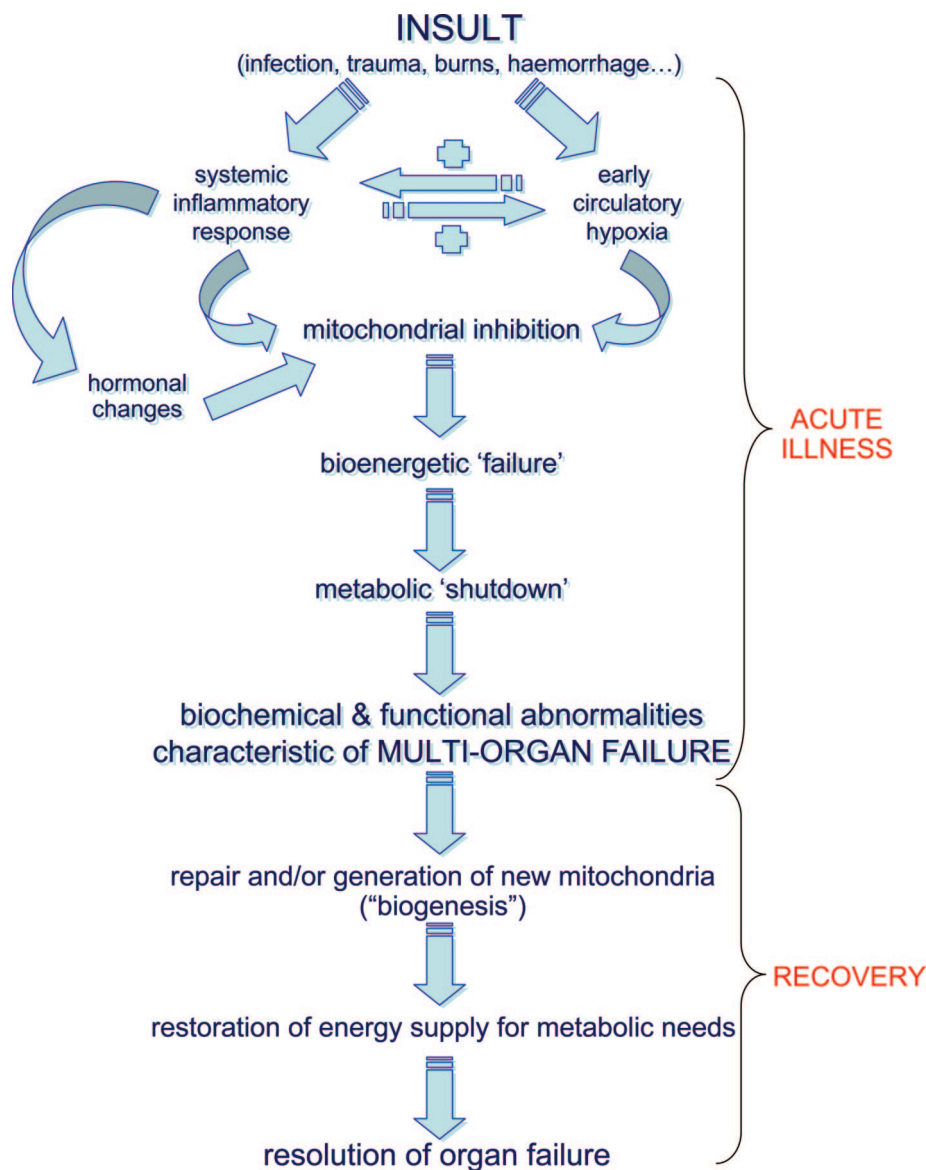 INSULT
(infection, trauma, burns, haemorrhage…)
systemic
inflammatory
response
early
circulatory
hypoxia
mitochondrial inhibition
hormonal
changes
bioenergetic ‘failure’
metabolic ‘shutdown’
biochemical & functional abnormalities
characteristic of MULTI-ORGAN FAILURE
ACUTE
ILLNESS
repair and/or generation of new mitochondria
(“biogenesis”)
restoration of energy supply for metabolic needs
resolution of organ failure
RECOVERY